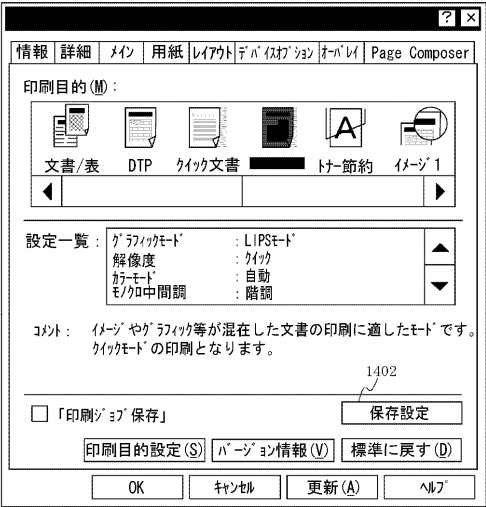 ? ×
情報 詳細 メイン 用紙 レイアウト デバイスオプション オーバレイ Page Composer
印刷目的(M):
文書/表 DTP クイック文書 トナー節約 イメージ1
設定一覧: グラフィックモード :LIPSモード
解像度 :クイック
カラーモード :自動
モノクロ中間調 :階調
コメント: イメージやグラフィック等が混在した文書の印刷に適したモードです。
クイックモードの印刷となります。
1402
「印刷ジョブ保存」 保存設定
印刷目的設定(S) バージョン情報(V) 標準に戻す(D)
OK キャンセル 更新(A) ヘルプ